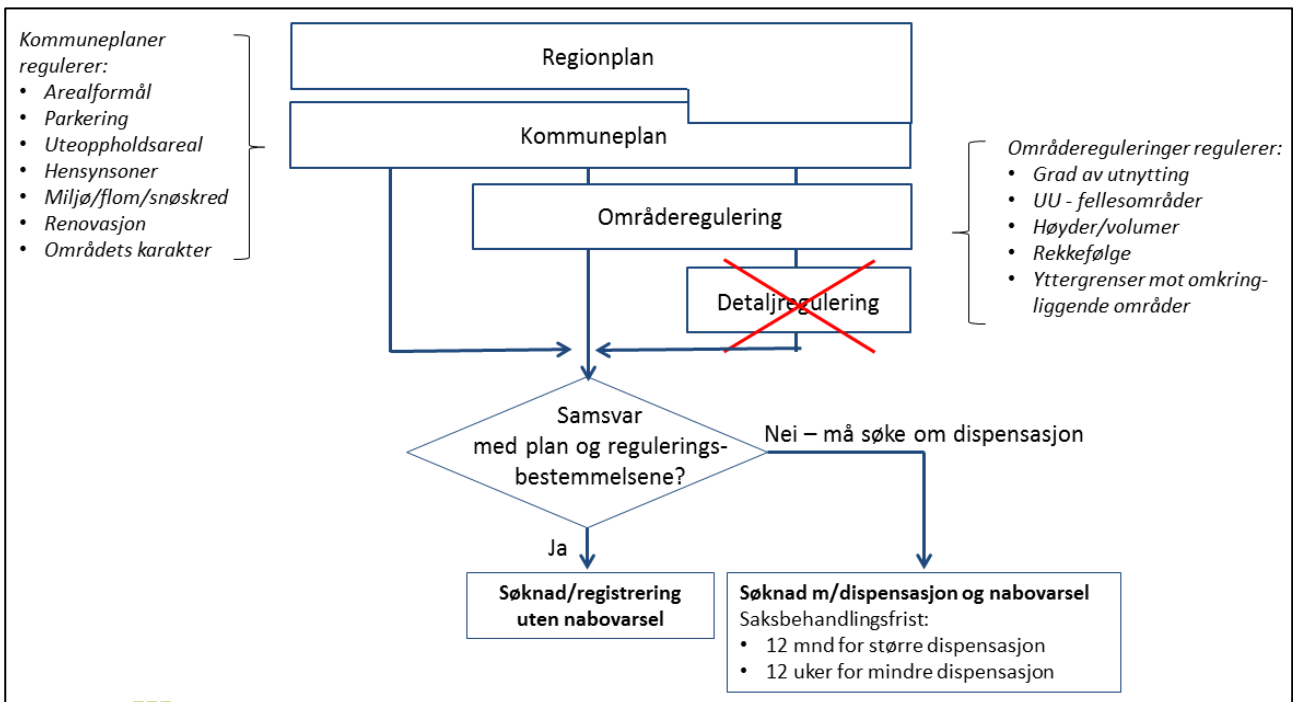 Kommuneplaner
regulerer:
• Arealformål
• Parkering
• Uteoppholdsareal
• Hensynsoner
• Miljø/flom/snøskred
• Renovasjon
• Områdets karakter
Regionplan
Kommuneplan
Områderegulering
Detaljregulering
Områdereguleringer regulerer:
• Grad av utnytting
• UU - fellesområder
• Høyder/volumer
• Rekkefølge
• Yttergrenser mot omkring-
liggende områder
Samsvar
med plan og regulerings-
bestemmelsene?
Nei – må søke om dispensasjon
Ja
Søknad/registrering
uten nabovarsel
Søknad m/dispensasjon og nabovarsel
Saksbehandlingsfrist:
• 12 mnd for større dispensasjon
• 12 uker for mindre dispensasjon